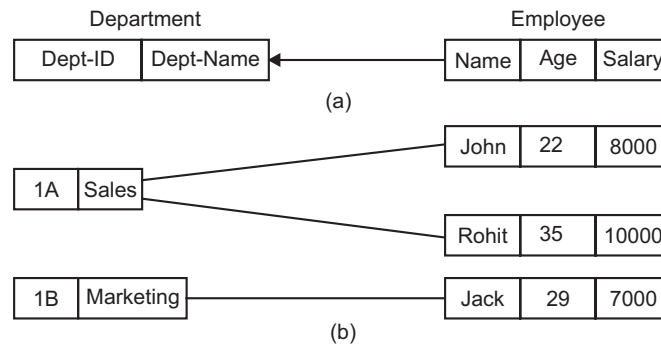 Department Employee
Dept-ID Dept-Name Name Age Salary
(a)
John 22 8000
1A Sales
Rohit 35 10000
1B Marketing Jack 29 7000
(b)